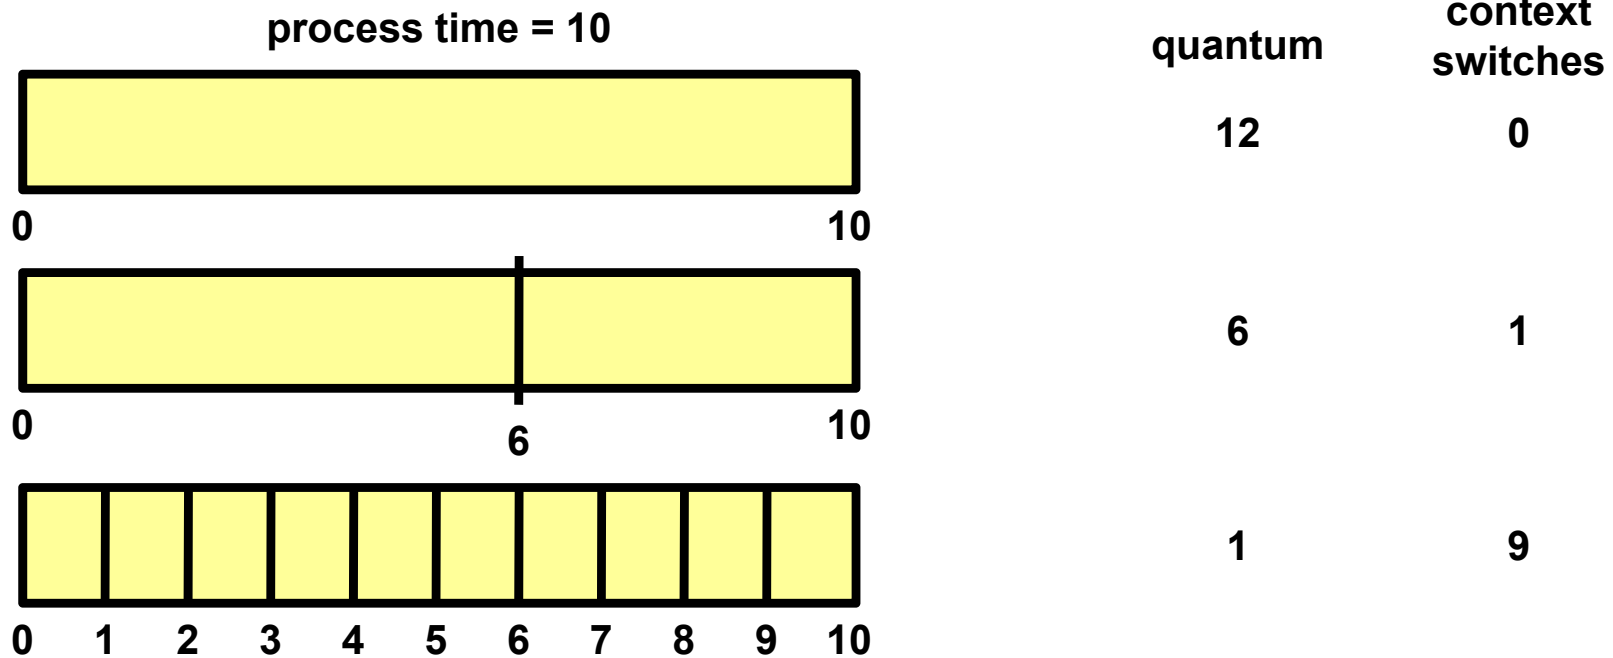 process time = 10
quantum
context
switches
12 0
0 10
6 1
0 6 10
1 9
0 1 2 3 4 5 6 7 8 9 10